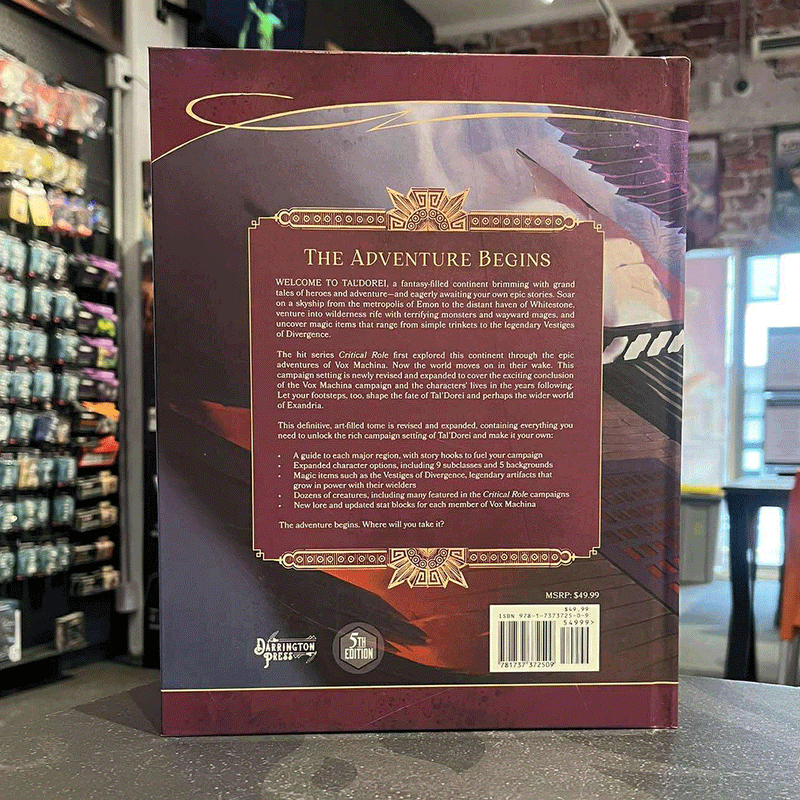 THE ADVENTURE BEGINS
WELCOME TO TAL'DOREI, a fantasy-filled continent brimming with grand
tales of heroes and adventure—and eagerly awaiting your own epic stories. Soar
on a skyship from the metropolis of Emon to the distant haven of Whitestone,
venture into wilderness rife with terrifying monsters and wayward mages, and
uncover magic items that range from simple trinkets to the legendary Vestiges
of Divergence.
The hit series Critical Role first explored this continent through the epic
adventures of Vox Machina. Now the world moves on in their wake. This
campaign setting is newly revised and expanded to cover the exciting conclusion
of the Vox Machina campaign and the characters' lives in the years following.
Let your footsteps, too, shape the fate of Tal'Dorei and perhaps the wider world
of Exandria.
This definitive, art-filled tome is revised and expanded, containing everything you
need to unlock the rich campaign setting of Tal'Dorei and make it your own:
• A guide to each major region, with story hooks to fuel your campaign
• Expanded character options, including 9 subclasses and 5 backgrounds
• Magic items such as the Vestiges of Divergence, legendary artifacts that
grow in power with their wielders
• Dozens of creatures, including many featured in the Critical Role campaigns
• New lore and updated stat blocks for each member of Vox Machina
The adventure begins. Where will you take it?
MSRP: $49.99
$49.99
ISBN 978-1-7373725-0-9
54999>
9781737372509
DARRINGTON
PRESS
5TH
EDITION